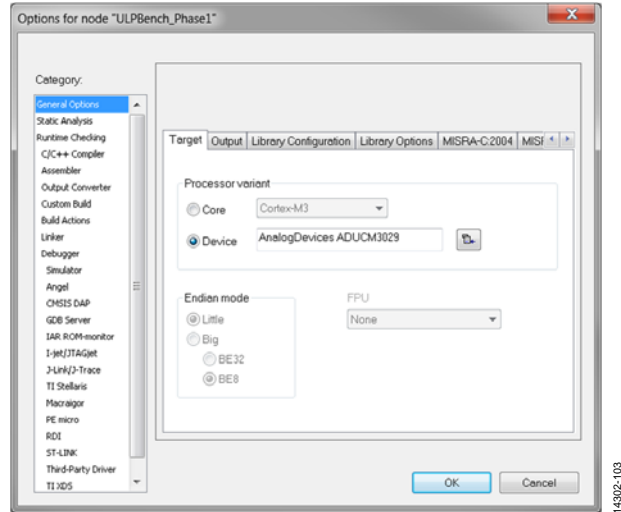 Options for node "ULPBench_Phase1"
Category:
General Options
Static Analysis
Runtime Checking
C/C++ Compiler
Assembler
Output Converter
Custom Build
Build Actions
Linker
Debugger
Simulator
Angel
CMSIS DAP
GDB Server
IAR ROM-monitor
I-jet/JTAGjet
J-Link/J-Trace
TI Stellaris
Macraigor
PE micro
RDI
ST-LINK
Third-Party Driver
TI XDS
Target Output Library Configuration Library Options MISRA-C:2004 MISI
Processor variant
Core Cortex-M3
Device AnalogDevices ADUCM3029
Endian mode
Little
Big
BE32
BE8
FPU
None
OK Cancel
14302-103